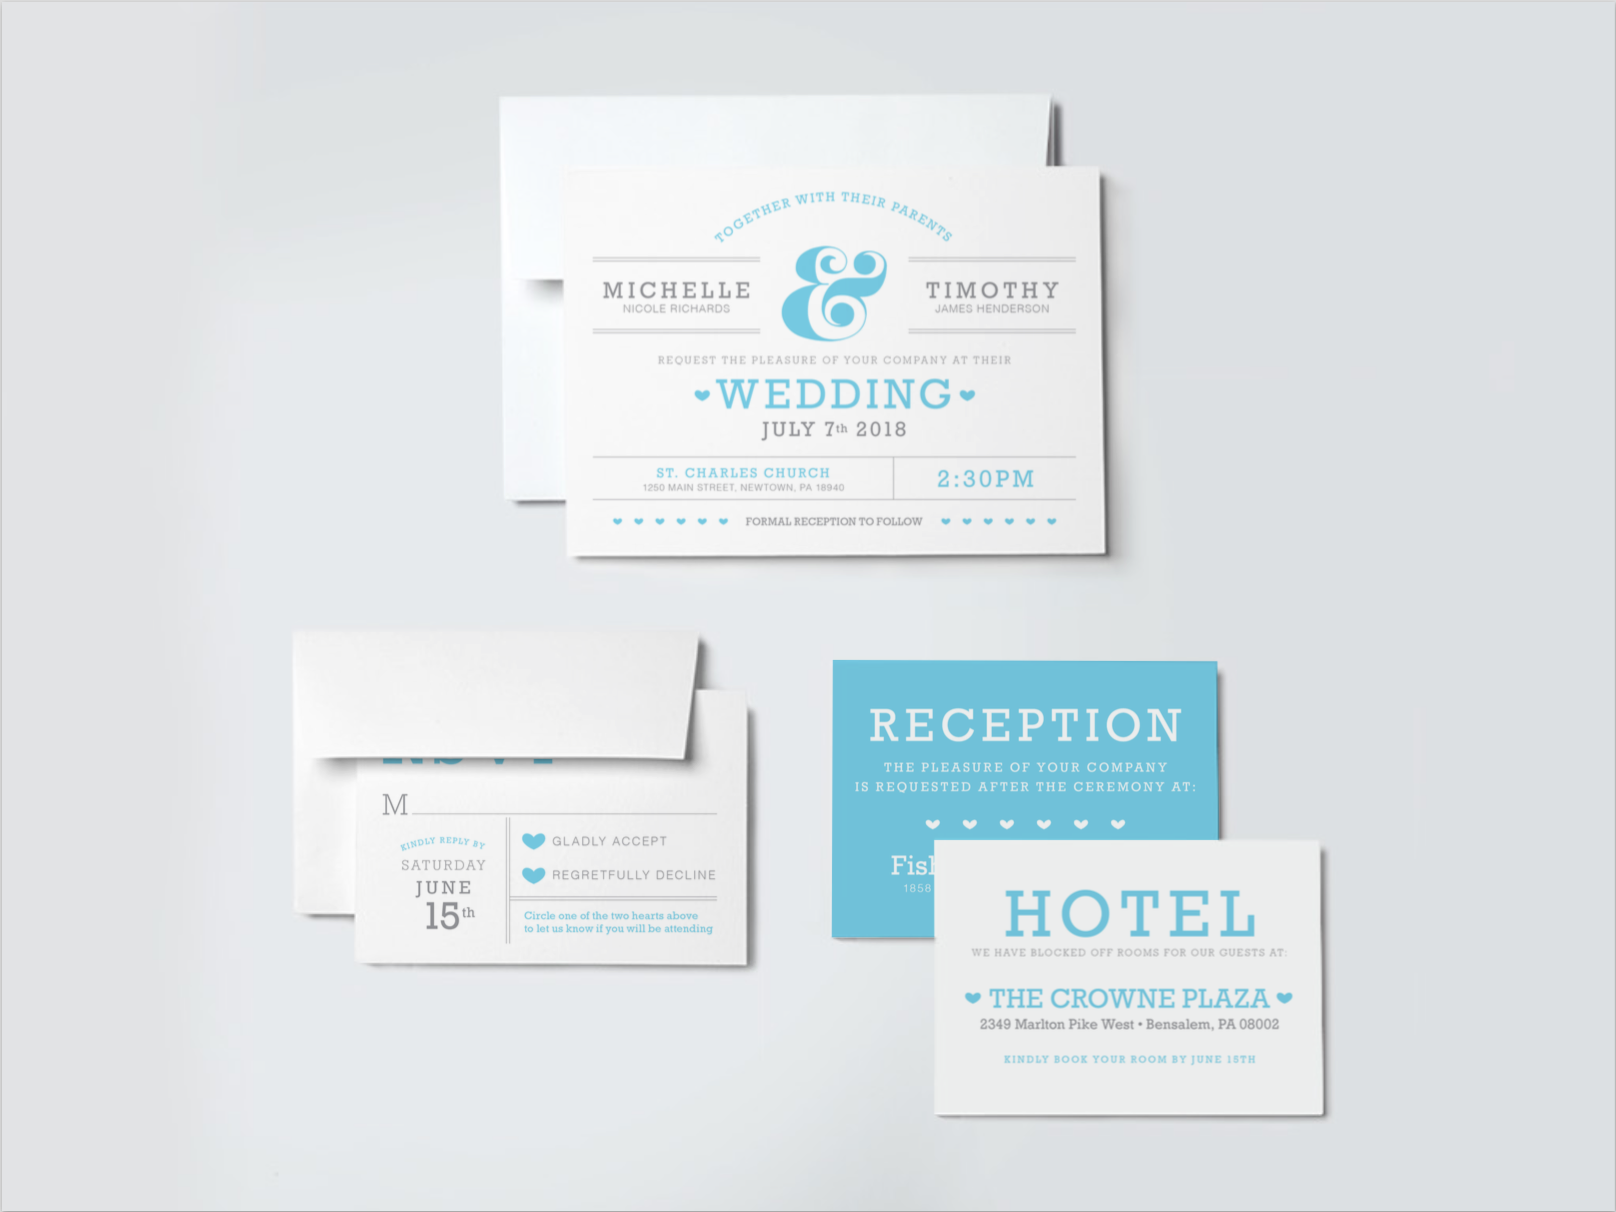 TOGETHER WITH THEIR PARENTS
MICHELLE
NICOLE RICHARDS
&
TIMOTHY
JAMES HENDERSON
REQUEST THE PLEASURE OF YOUR COMPANY AT THEIR
WEDDING
JULY 7th 2018
ST. CHARLES CHURCH
1250 MAIN STREET, NEWTOWN, PA 18940
2:30PM
FORMAL RECEPTION TO FOLLOW
M
KINDLY REPLY BY
SATURDAY
JUNE
15th
GLADLY ACCEPT
REGRETFULLY DECLINE
Circle one of the two hearts above
to let us know if you will be attending
RECEPTION
THE PLEASURE OF YOUR COMPANY
IS REQUESTED AFTER THE CEREMONY AT:
1858
HOTEL
WE HAVE BLOCKED OFF ROOMS FOR OUR GUESTS AT:
THE CROWNE PLAZA
2349 Marlton Pike West • Bensalem, PA 08002
KINDLY BOOK YOUR ROOM BY JUNE 15TH